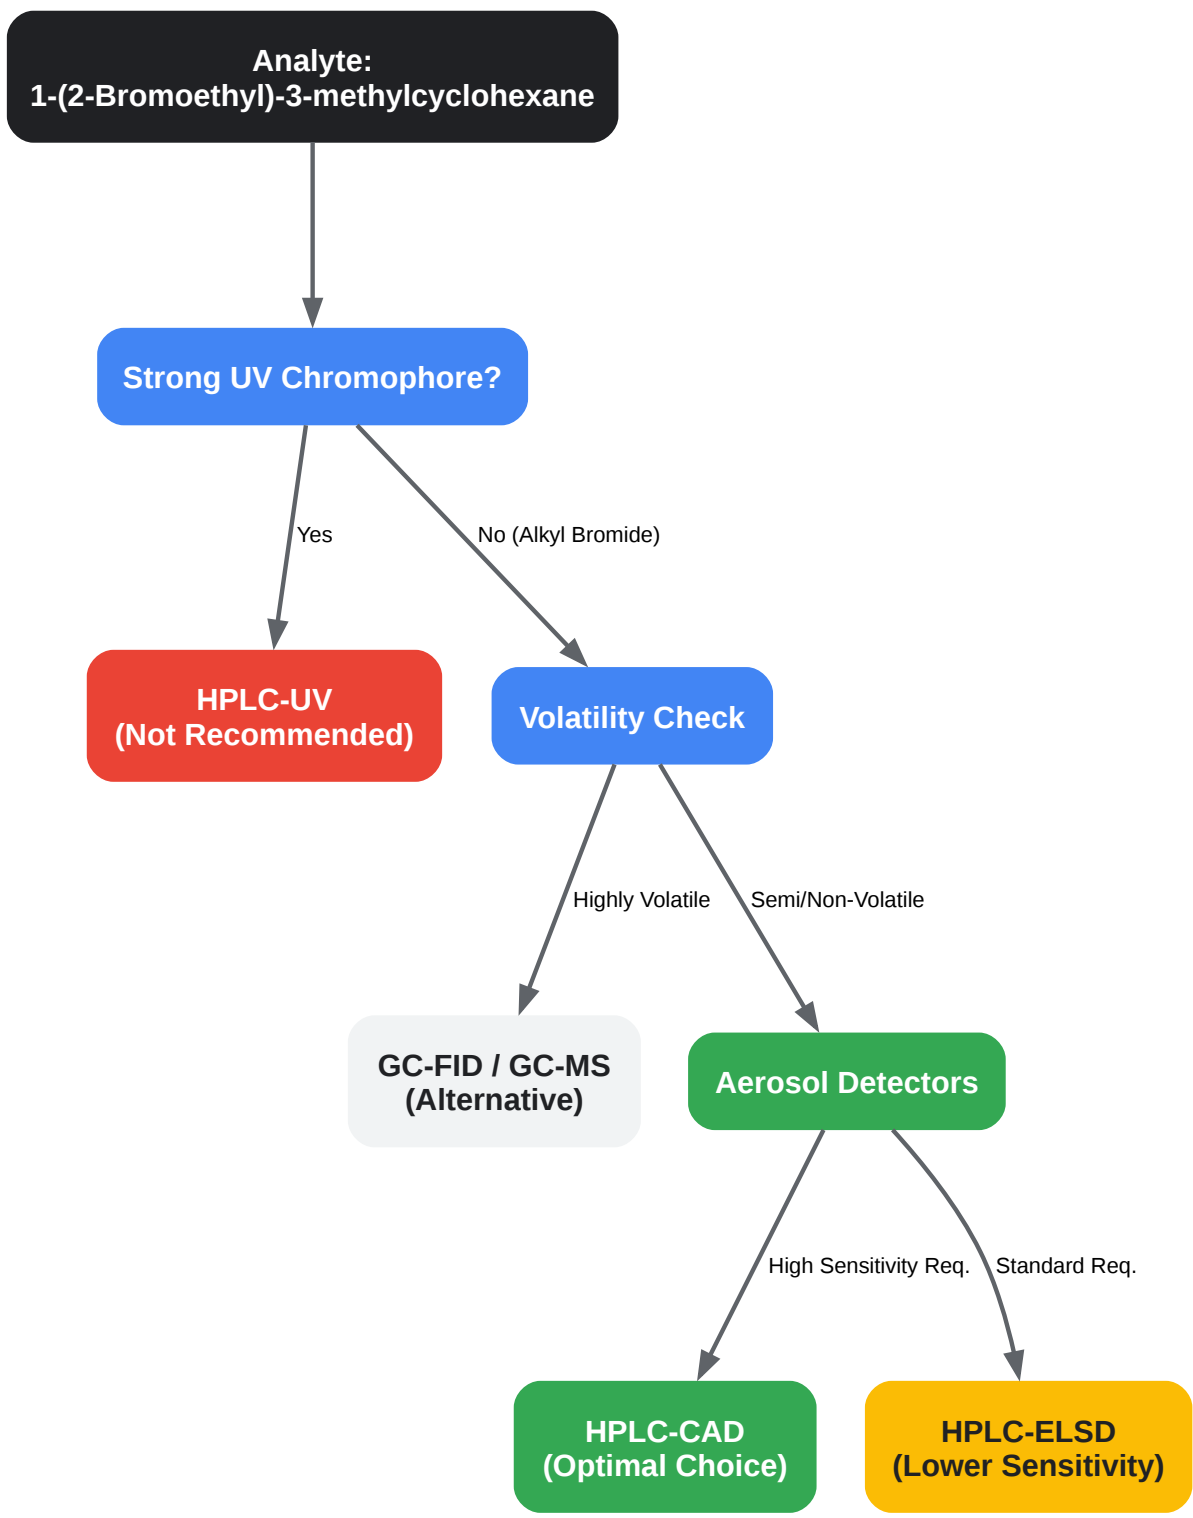 Analyte:
1-(2-Bromoethyl)-3-methylcyclohexane
Strong UV Chromophore?
Yes
No (Alkyl Bromide)
HPLC-UV
(Not Recommended)
Volatility Check
Highly Volatile
Semi/Non-Volatile
GC-FID / GC-MS
(Alternative)
Aerosol Detectors
High Sensitivity Req.
Standard Req.
HPLC-CAD
(Optimal Choice)
HPLC-ELSD
(Lower Sensitivity)